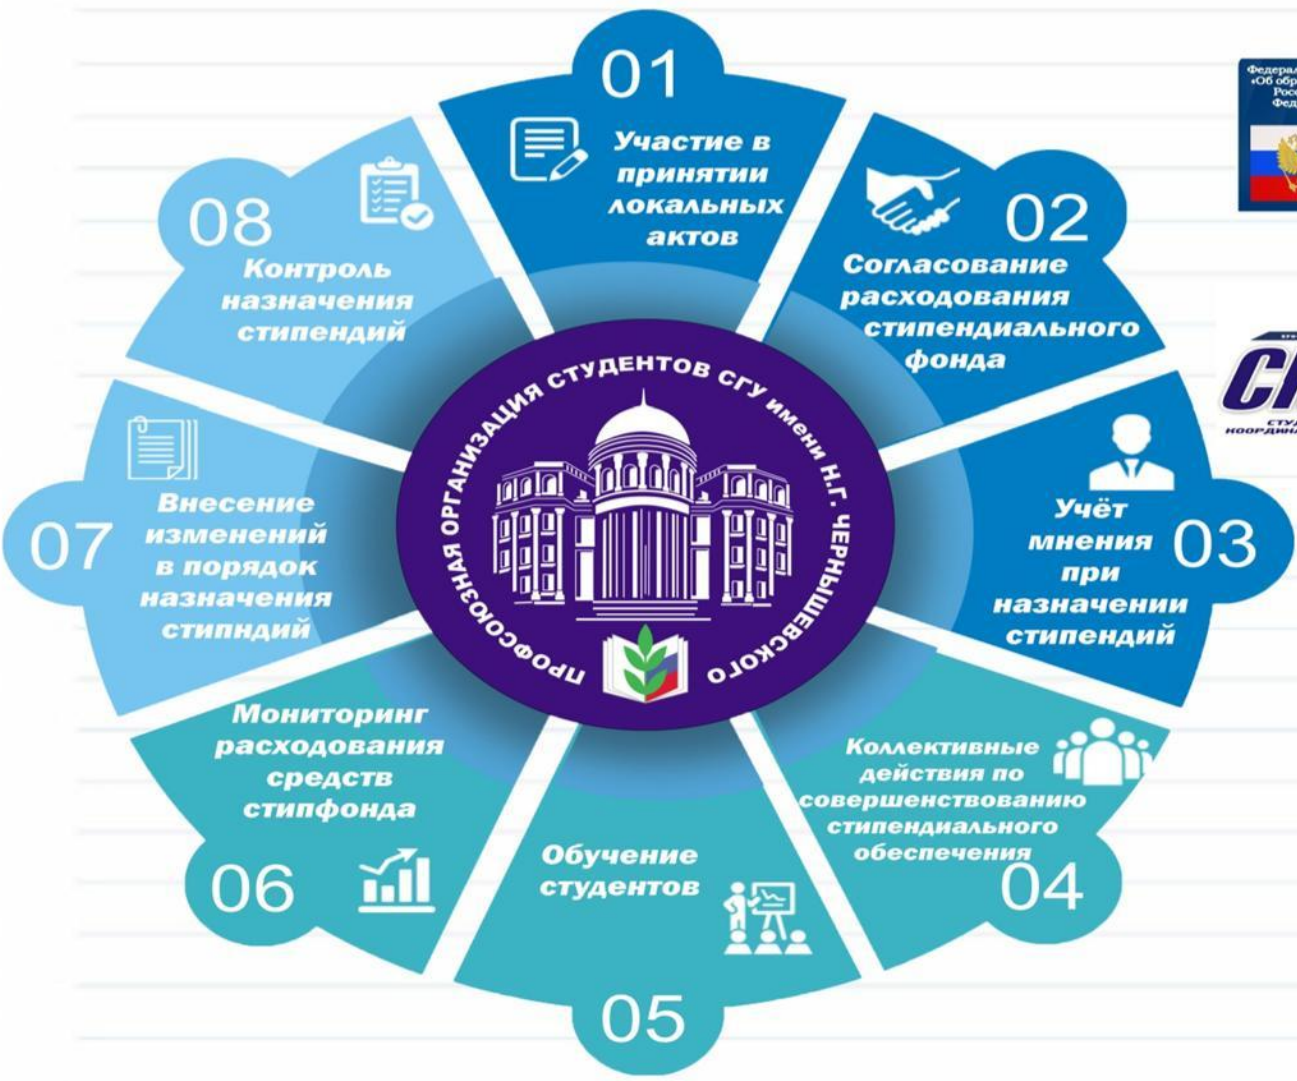 01
Участие в
принятии
локальных
актов
02
Согласование
расходования
стипендиального
фонда
03
Учёт
мнения
при
назначении
стипендий
Коллективные
действия по
совершенствованию
стипендиального
обеспечения
04
Обучение
студентов
05
Мониторинг
расходования
средств
стипфонда
06
07
Внесение
изменений
в порядок
назначения
стипндий
08
Контроль
назначения
стипендий
ПРОФСОЮЗНАЯ ОРГАНИЗАЦИЯ СТУДЕНТОВ СГУ имени Н.Г. ЧЕРНЫШЕВСКОГО